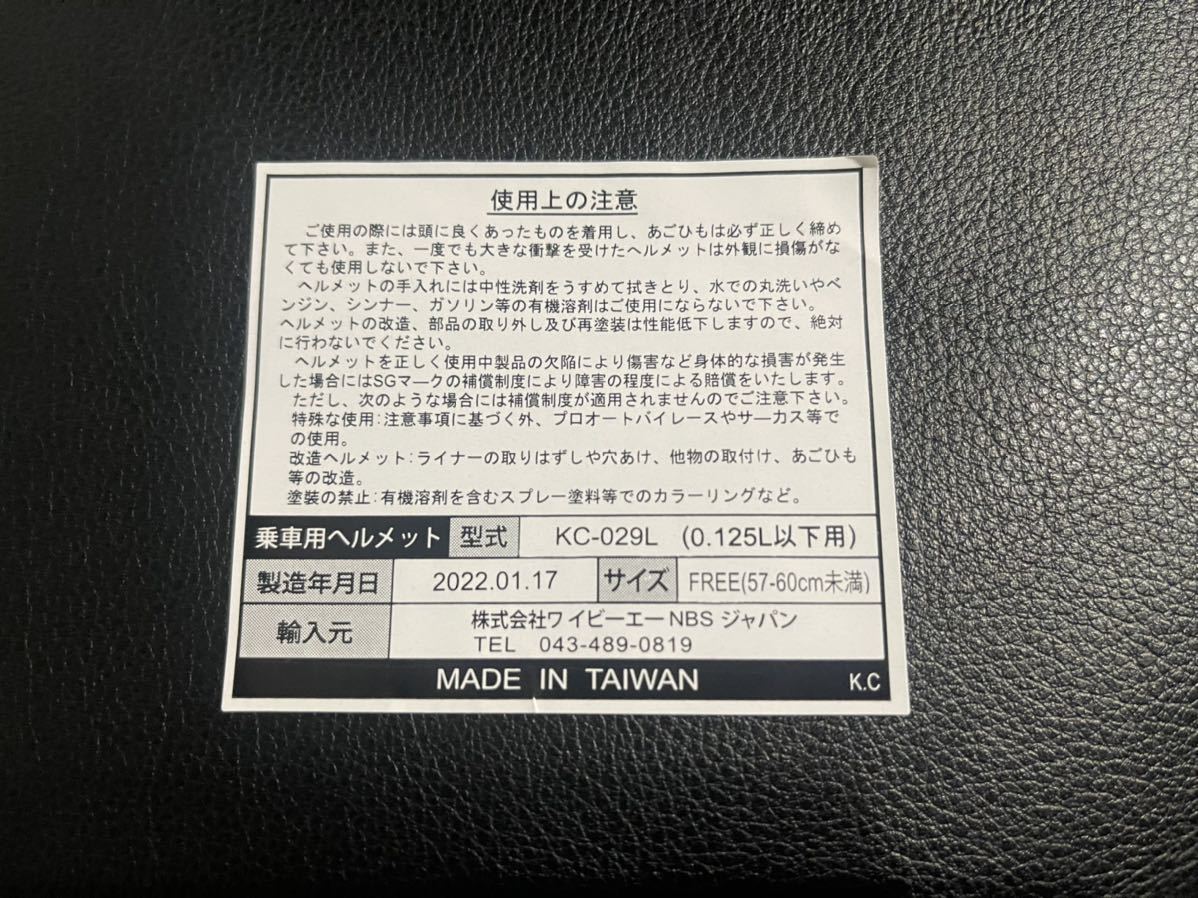 使用上の注意
ご使用の際には頭に良くあったものを着用し、あごひもは必ず正しく締め
て下さい。また、一度でも大きな衝撃を受けたヘルメットは外観に損傷がな
くても使用しないで下さい。
ヘルメットの手入れには中性洗剤をうすめて拭きとり、水での丸洗いやベ
ンジン、シンナー、ガソリン等の有機溶剤はご使用にならないで下さい。
ヘルメットの改造、部品の取り外し及び再塗装は性能低下しますので、絶対
に行わないでください。
ヘルメットを正しく使用中製品の欠陥により傷害など身体的な損害が発生
した場合にはSGマークの補償制度により障害の程度による賠償をいたします。
ただし、次のような場合には補償制度が適用されませんのでご注意下さい。
特殊な使用:注意事項に基づく外、プロオートバイレースやサーカス等で
の使用。
改造ヘルメット:ライナーの取りはずしや穴あけ、他物の取付け、あごひも
等の改造。
塗装の禁止:有機溶剤を含むスプレー塗料等でのカラーリングなど。
乗車用ヘルメット 型式 KC-029L (0.125L以下用)
製造年月日 2022.01.17 サイズ FREE(57-60cm未満)
輸入元 株式会社ワイビーエーNBS ジャパン
TEL 043-489-0819
MADE IN TAIWAN K.C